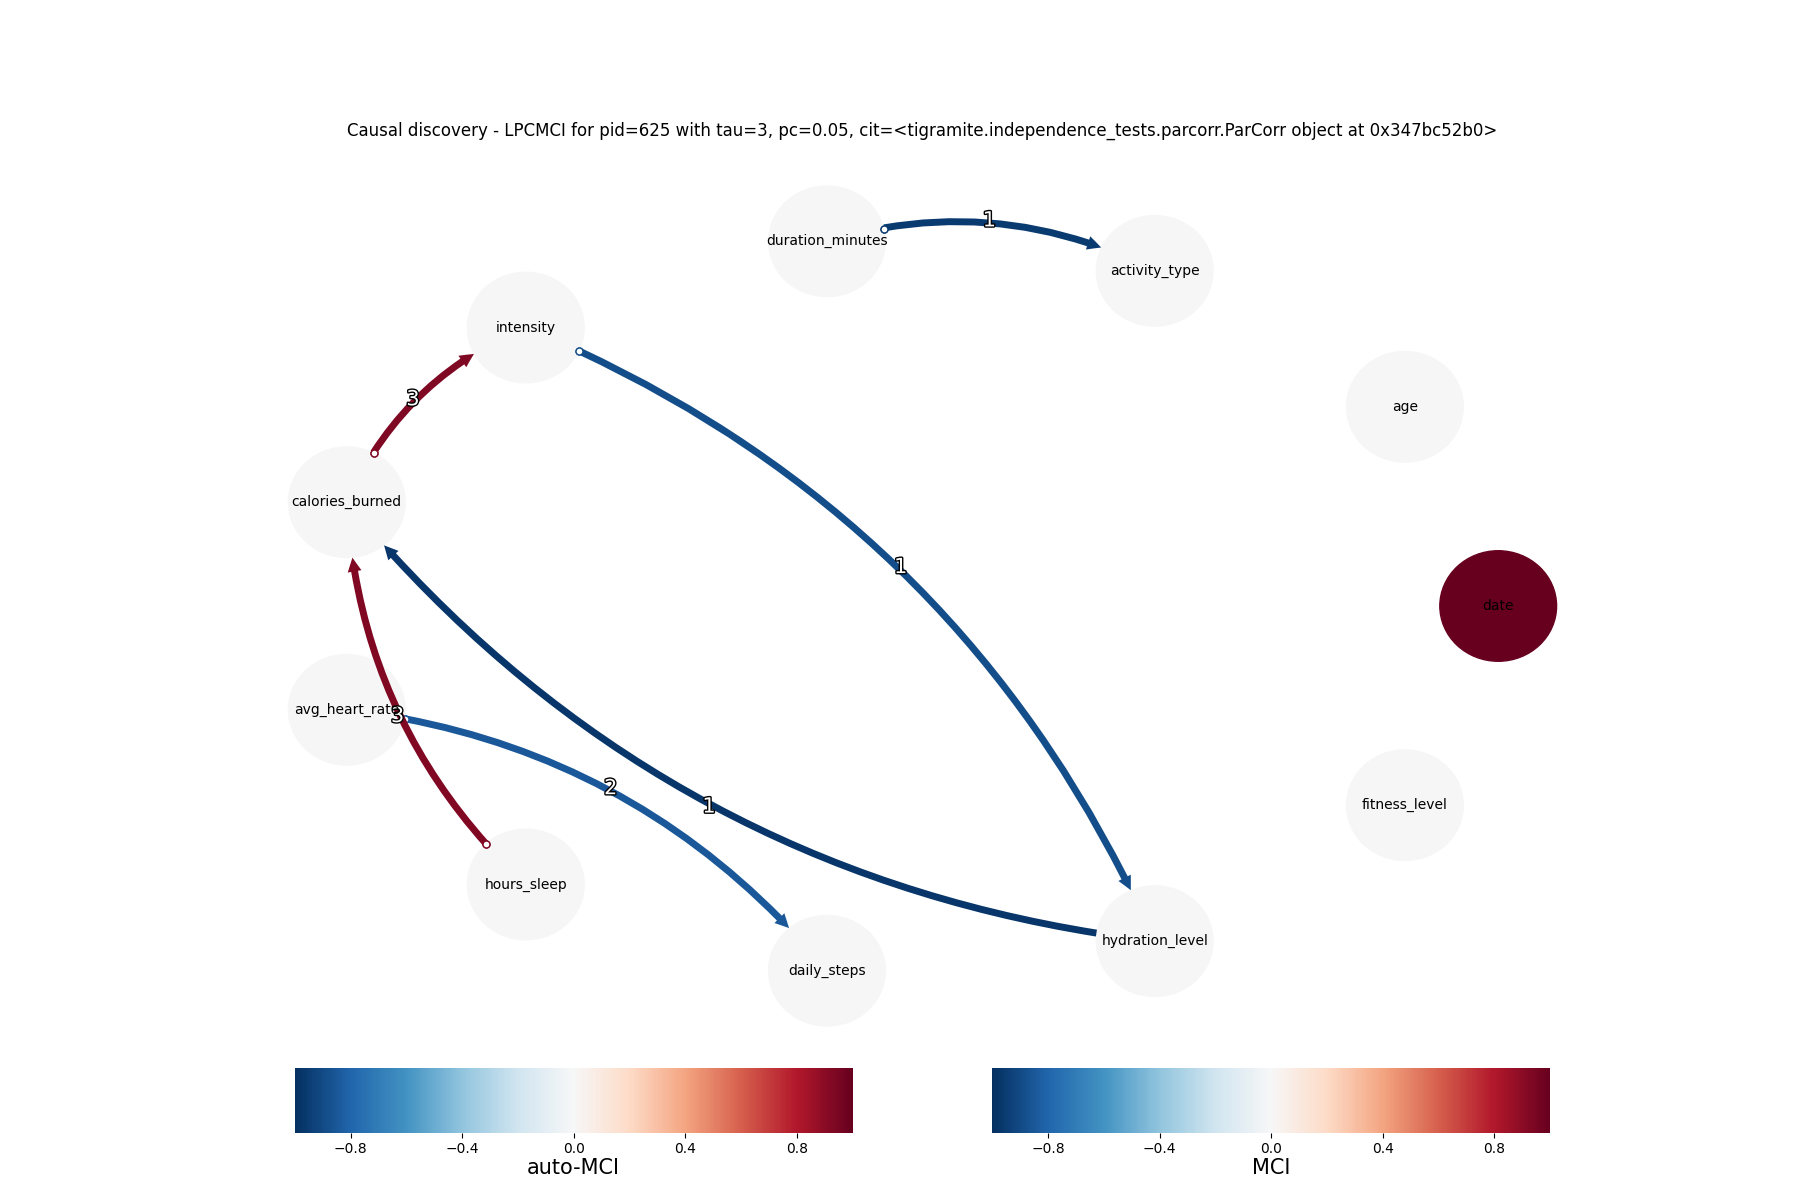 Causal discovery - LPCMCI for pid=625 with tau=3, pc=0.05, cit=<tigramite.independence_tests.parcorr.ParCorr object at 0x347bc52b0>
duration_minutes
1
activity_type
intensity
3
age
calories_burned
1
date
avg_heart_rate
3
2
1
fitness_level
hours_sleep
hydration_level
daily_steps
−0.8 −0.4 0.0 0.4 0.8
auto-MCI
−0.8 −0.4 0.0 0.4 0.8
MCI